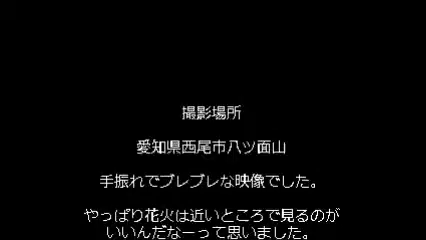 撮影場所
愛知県西尾市八ツ面山
手振れでブレブレな映像でした。
やっぱり花火は近いところで見るのが
いいんだなーって思いました。